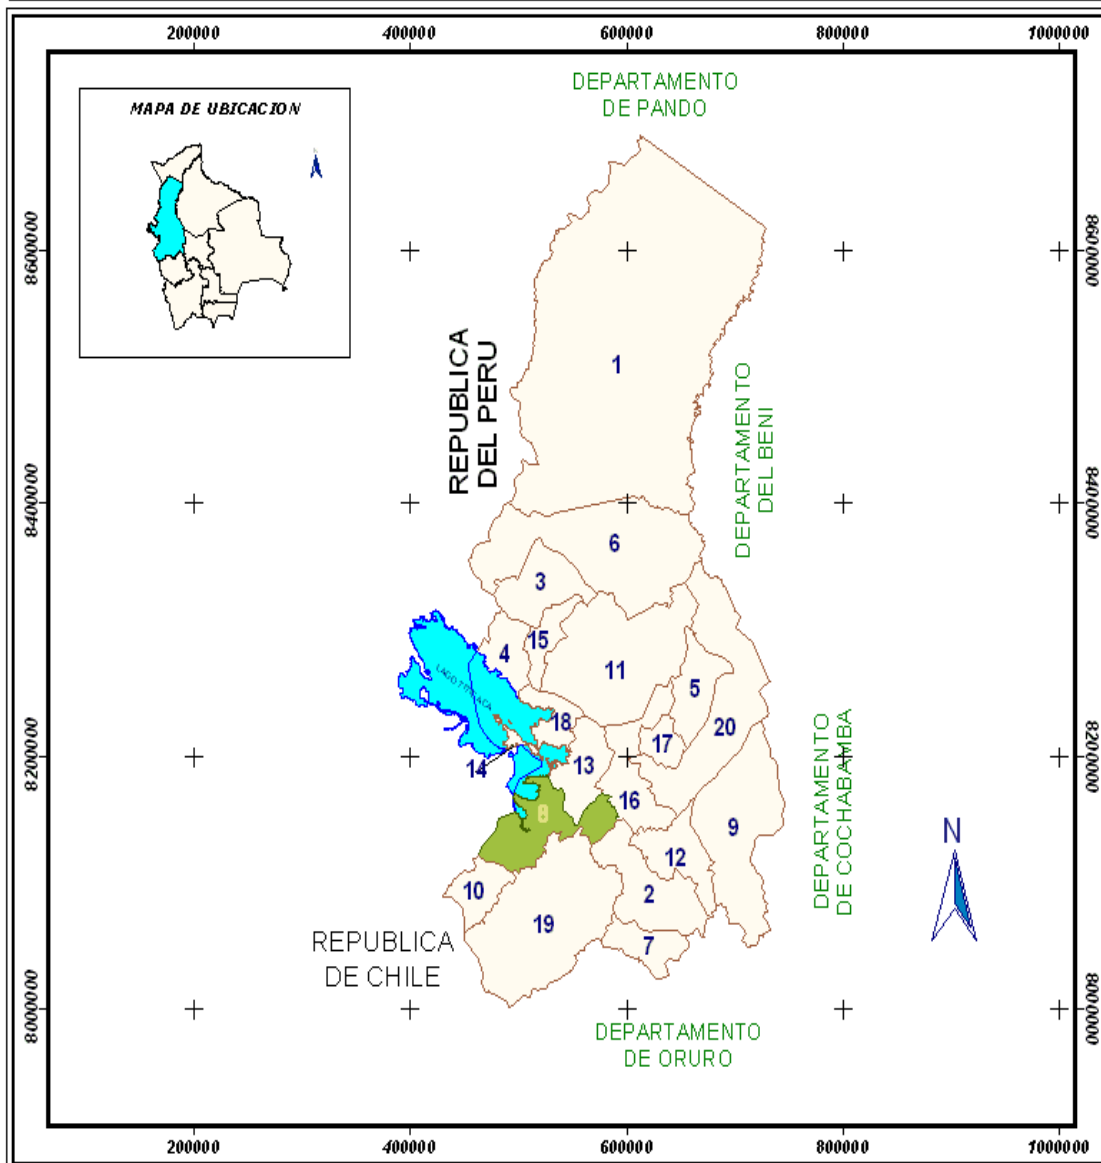 200000 400000 600000 800000 1000000
DEPARTAMENTO
DE PANDO
MAPA DE UBICACION
8600000 8600000
REPUBLICA
DEL PERU
1
DEPARTAMENTO
DEL BENI
8400000 8400000
6
3
15
4
11
5
LAGO TITICACA
18
20
17
DEPARTAMENTO
DE COCHABAMBA
8200000 8200000
14
13
16
8
9
12
N
10
2
19
7
REPUBLICA
DE CHILE
8000000 8000000
DEPARTAMENTO
DE ORURO
200000 400000 600000 800000 1000000